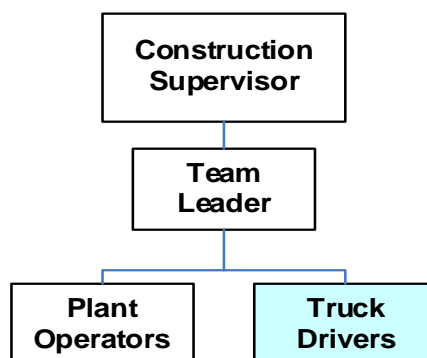 Construction
Supervisor
Team
Leader
Plant
Operators
Truck
Drivers